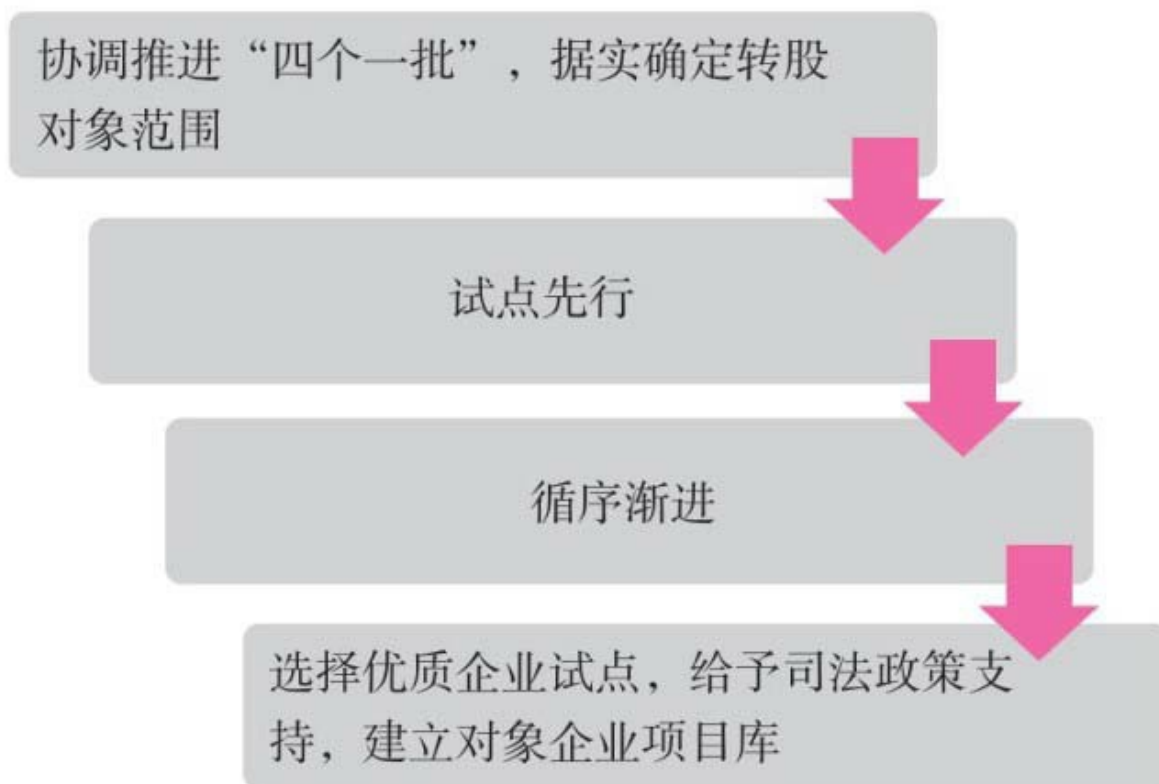 协调推进“四个一批”，据实确定转股
对象范围
试点先行
循序渐进
选择优质企业试点，给予司法政策支
持，建立对象企业项目库